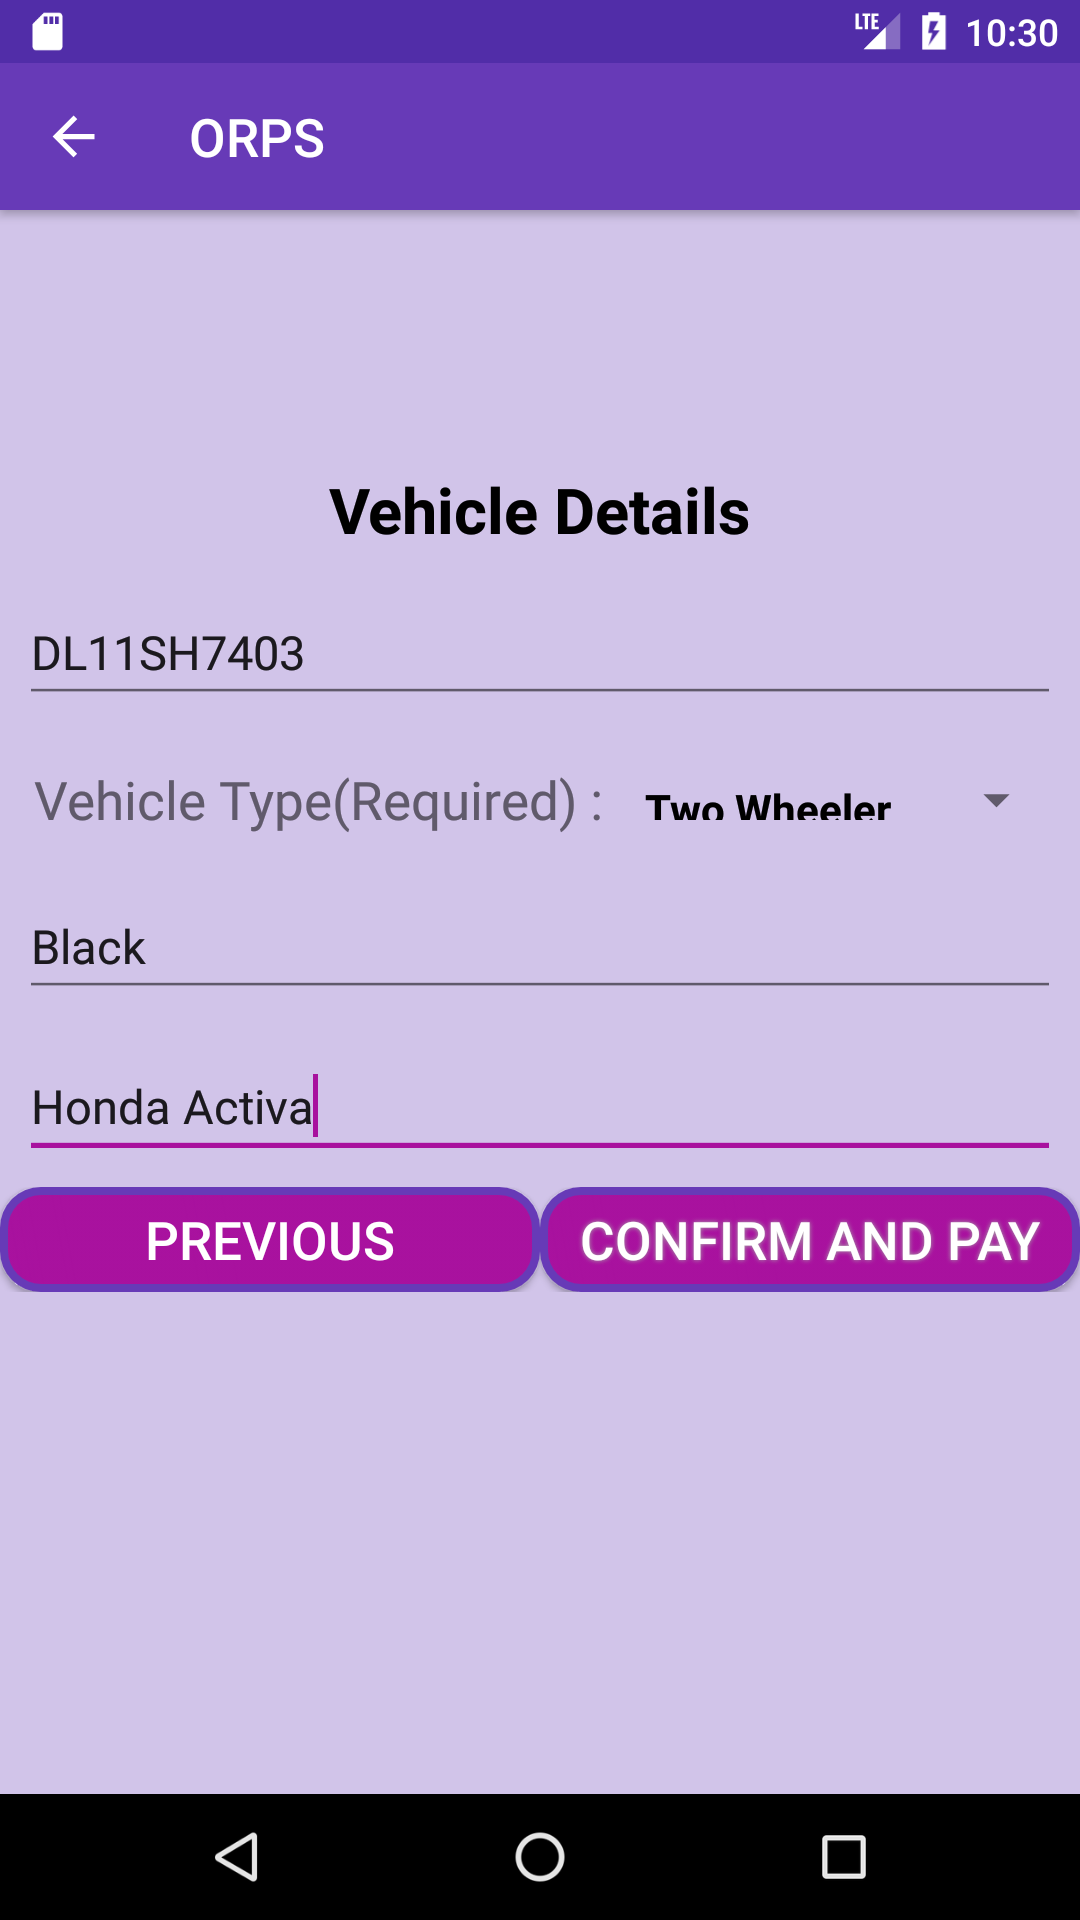 LTE 10:30
ORPS
Vehicle Details
DL11SH7403
Vehicle Type(Required) : Two Wheeler
Black
Honda Activa
PREVIOUS CONFIRM AND PAY